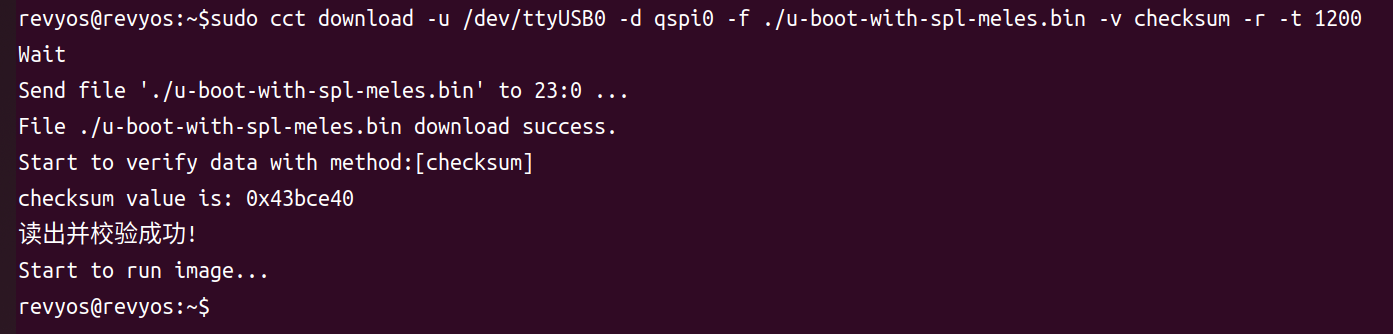 revyos@revyos:~$sudo cct download -u /dev/ttyUSB0 -d qspi0 -f ./u-boot-with-spl-meles.bin -v checksum -r -t 1200
Wait
Send file './u-boot-with-spl-meles.bin' to 23:0 ...
File ./u-boot-with-spl-meles.bin download success.
Start to verify data with method:[checksum]
checksum value is: 0x43bce40
读出并校验成功!
Start to run image...
revyos@revyos:~$